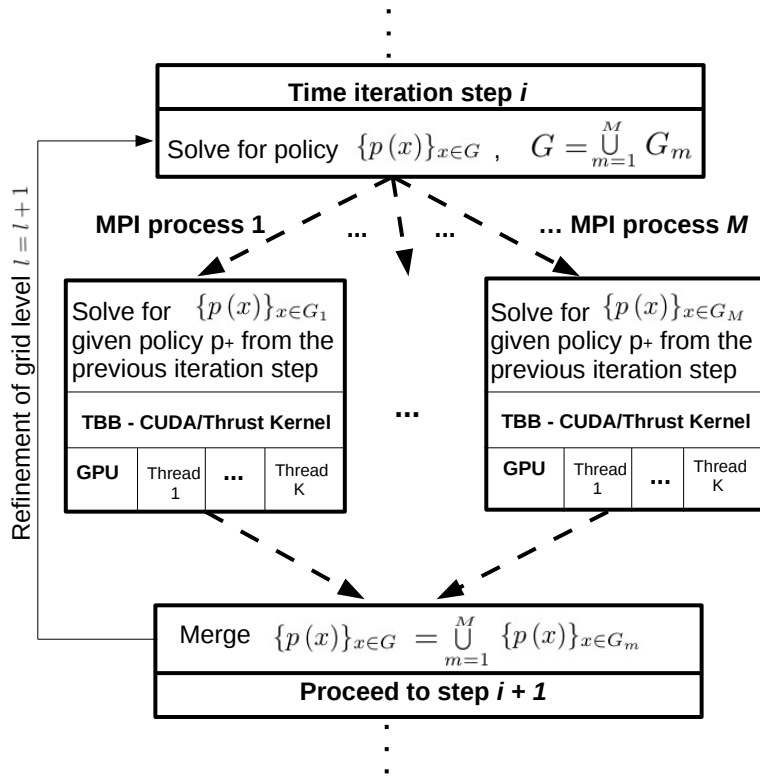 Time iteration step i
Solve for policy {p (x)}_{x∈G} , G = ⋃_{m=1}^{M} G_m
MPI process 1 ... ... ... MPI process M
Refinement of grid level l = l + 1
Solve for {p (x)}_{x∈G_1}
given policy p+ from the
previous iteration step
TBB - CUDA/Thrust Kernel
GPU Thread 1 ... Thread K
...
Solve for {p (x)}_{x∈G_M}
given policy p+ from the
previous iteration step
TBB - CUDA/Thrust Kernel
GPU Thread 1 ... Thread K
Merge {p (x)}_{x∈G} = ⋃_{m=1}^{M} {p (x)}_{x∈G_m}
Proceed to step i + 1